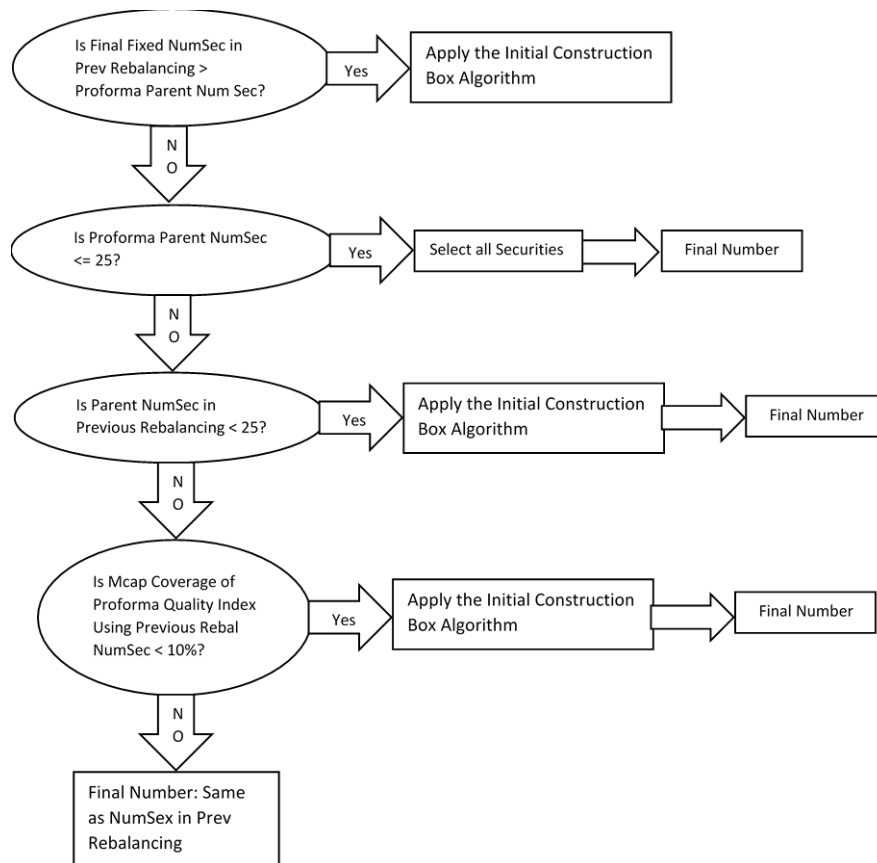 Is Final Fixed NumSec in
Prev Rebalancing >
Proforma Parent Num Sec?
Yes
Apply the Initial Construction
Box Algorithm
N
O
Is Proforma Parent NumSec
<= 25?
Yes
Select all Securities
Final Number
N
O
Is Parent NumSec in
Previous Rebalancing < 25?
Yes
Apply the Initial Construction
Box Algorithm
Final Number
N
O
Is Mcap Coverage of
Proforma Quality Index
Using Previous Rebal
NumSec < 10%?
Yes
Apply the Initial Construction
Box Algorithm
Final Number
N
O
Final Number: Same
as NumSex in Prev
Rebalancing